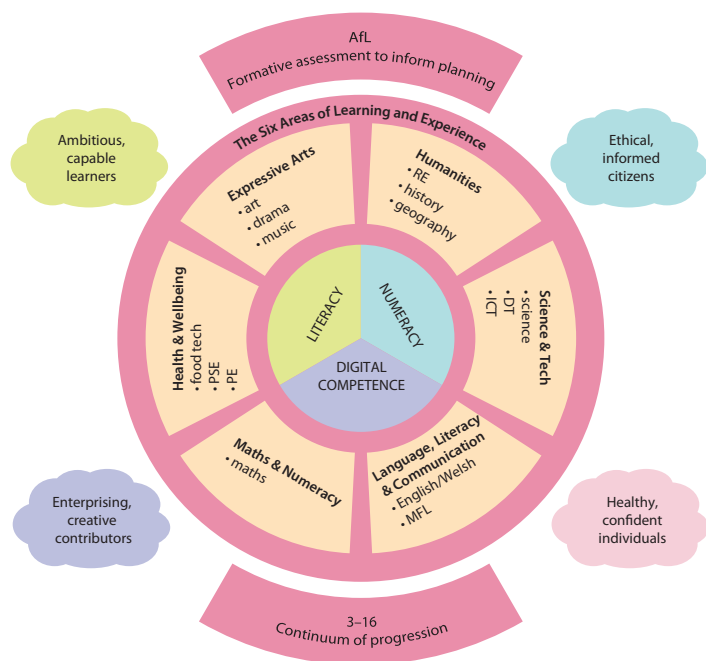 AfL
Formative assessment to inform planning
Ambitious,
capable
learners
Ethical,
informed
citizens
The Six Areas of Learning and Experience
Expressive Arts
• art
• drama
• music
Humanities
• RE
• history
• geography
Health & Wellbeing
• food tech
• PSE
• PE
Science & Tech
• science
• DT
• ICT
LITERACY
NUMERACY
DIGITAL
COMPETENCE
Maths & Numeracy
• maths
Language, Literacy
& Communication
• English/Welsh
• MFL
Enterprising,
creative
contributors
Healthy,
confident
individuals
3–16
Continuum of progression